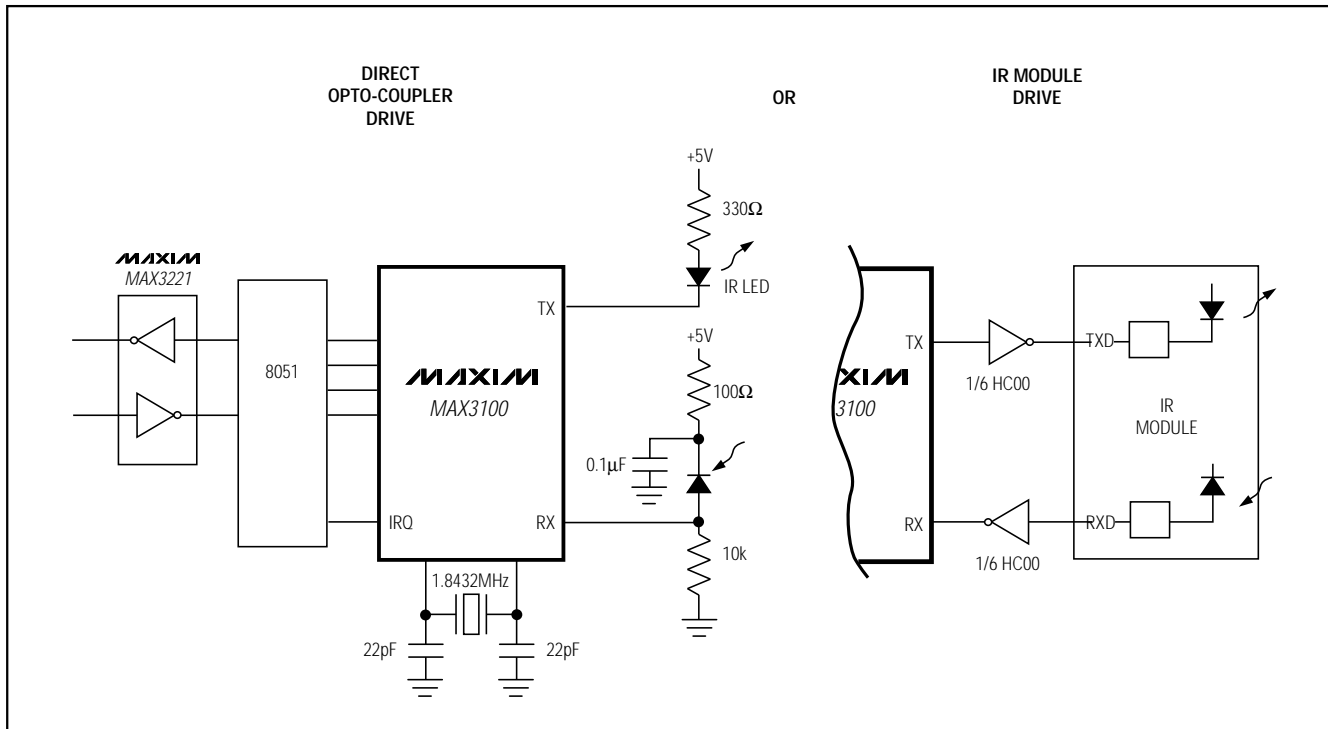 DIRECT
OPTO-COUPLER
DRIVE
OR
IR MODULE
DRIVE
+5V
330Ω
IR LED
MAXIM
MAX3221
8051
MAXIM
MAX3100
TX
RX
IRQ
+5V
100Ω
0.1µF
10k
1.8432MHz
22pF
22pF
XIM
3100
TX
RX
1/6 HC00
1/6 HC00
TXD
RXD
IR
MODULE